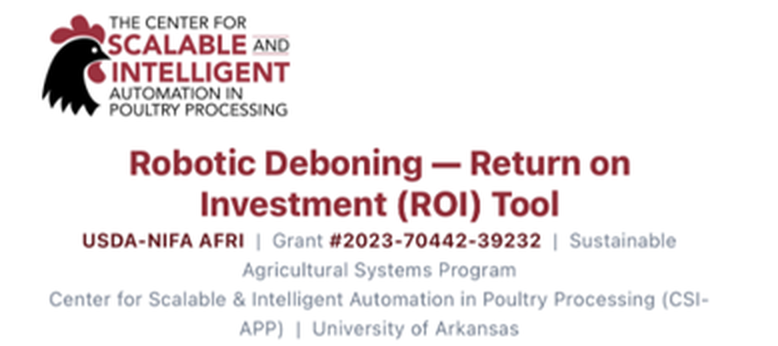 THE CENTER FOR
SCALABLE AND
INTELLIGENT
AUTOMATION IN
POULTRY PROCESSING
Robotic Deboning — Return on
Investment (ROI) Tool
USDA-NIFA AFRI | Grant #2023-70442-39232 | Sustainable
Agricultural Systems Program
Center for Scalable & Intelligent Automation in Poultry Processing (CSI-
APP) | University of Arkansas